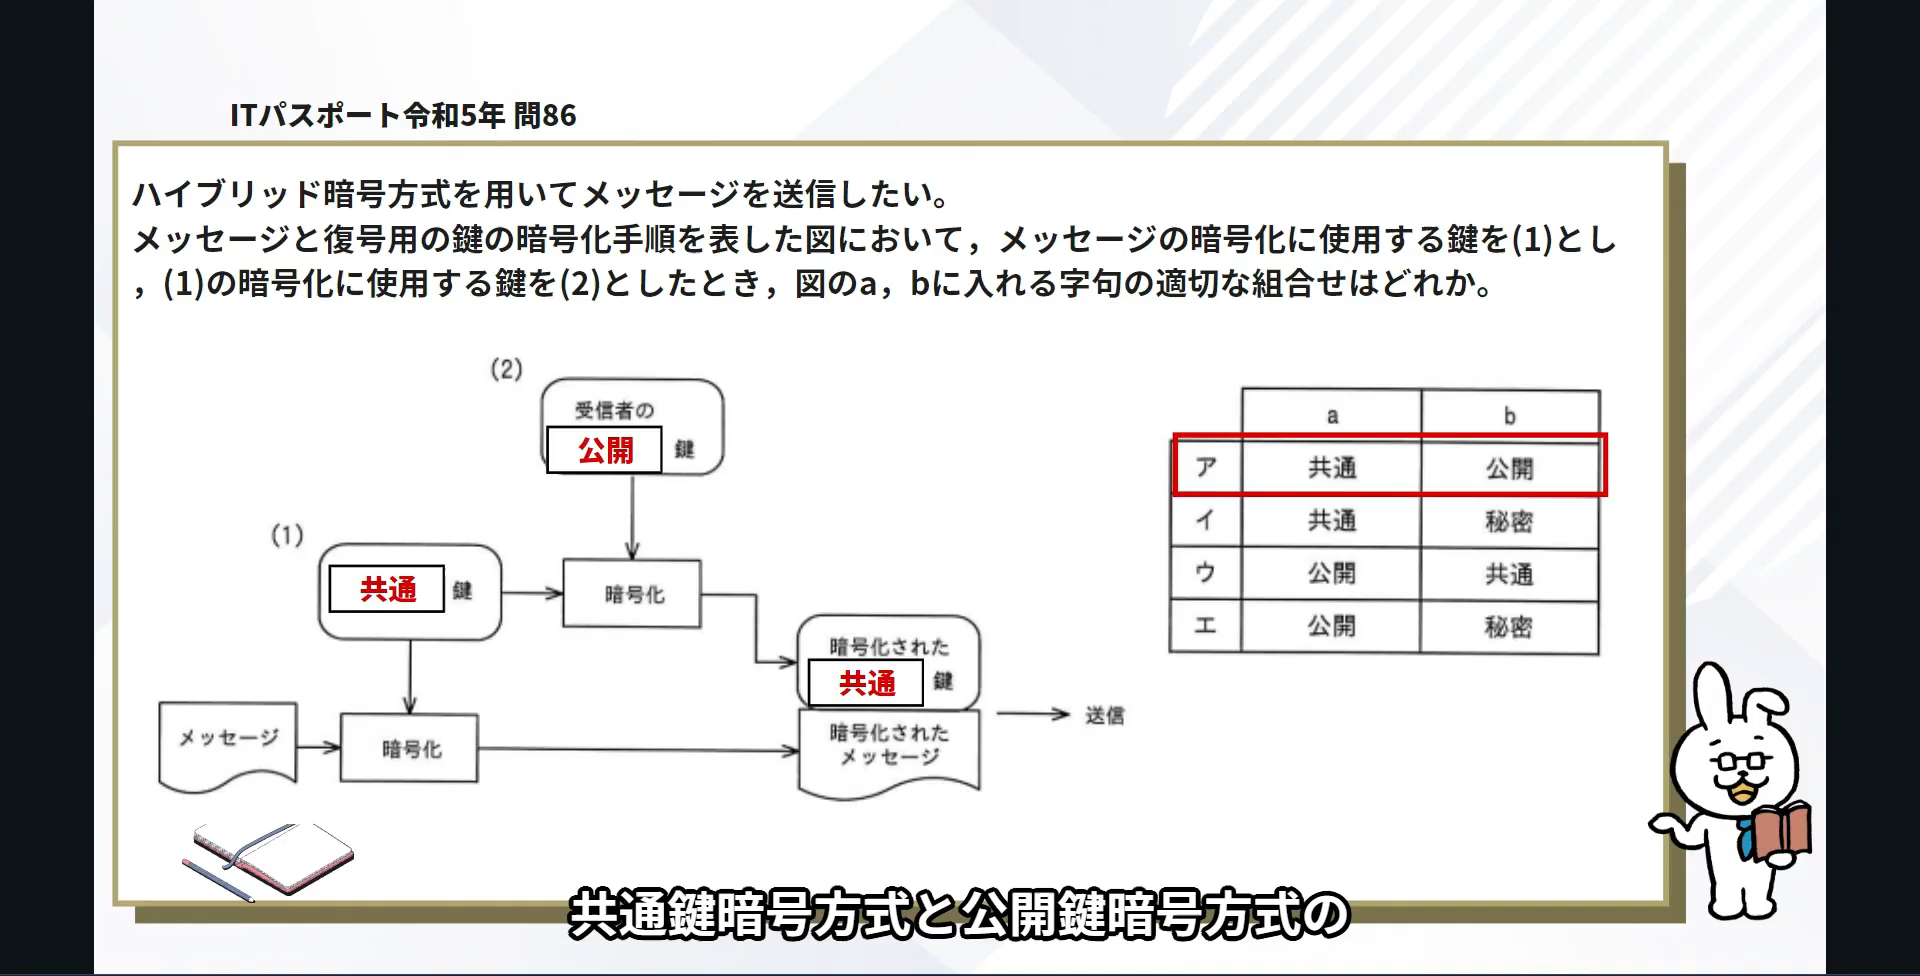 ITパスポート令和5年 問86
ハイブリッド暗号方式を用いてメッセージを送信したい。
メッセージと復号用の鍵の暗号化手順を表した図において，メッセージの暗号化に使用する鍵を(1)とし
，(1)の暗号化に使用する鍵を(2)としたとき，図のa，bに入れる字句の適切な組合せはどれか。
(2)
受信者の
公開 鍵
(1)
共通 鍵
暗号化
暗号化された
共通 鍵
メッセージ
暗号化
暗号化された
メッセージ
送信
a b
ア 共通 公開
イ 共通 秘密
ウ 公開 共通
エ 公開 秘密
共通鍵暗号方式と公開鍵暗号方式の